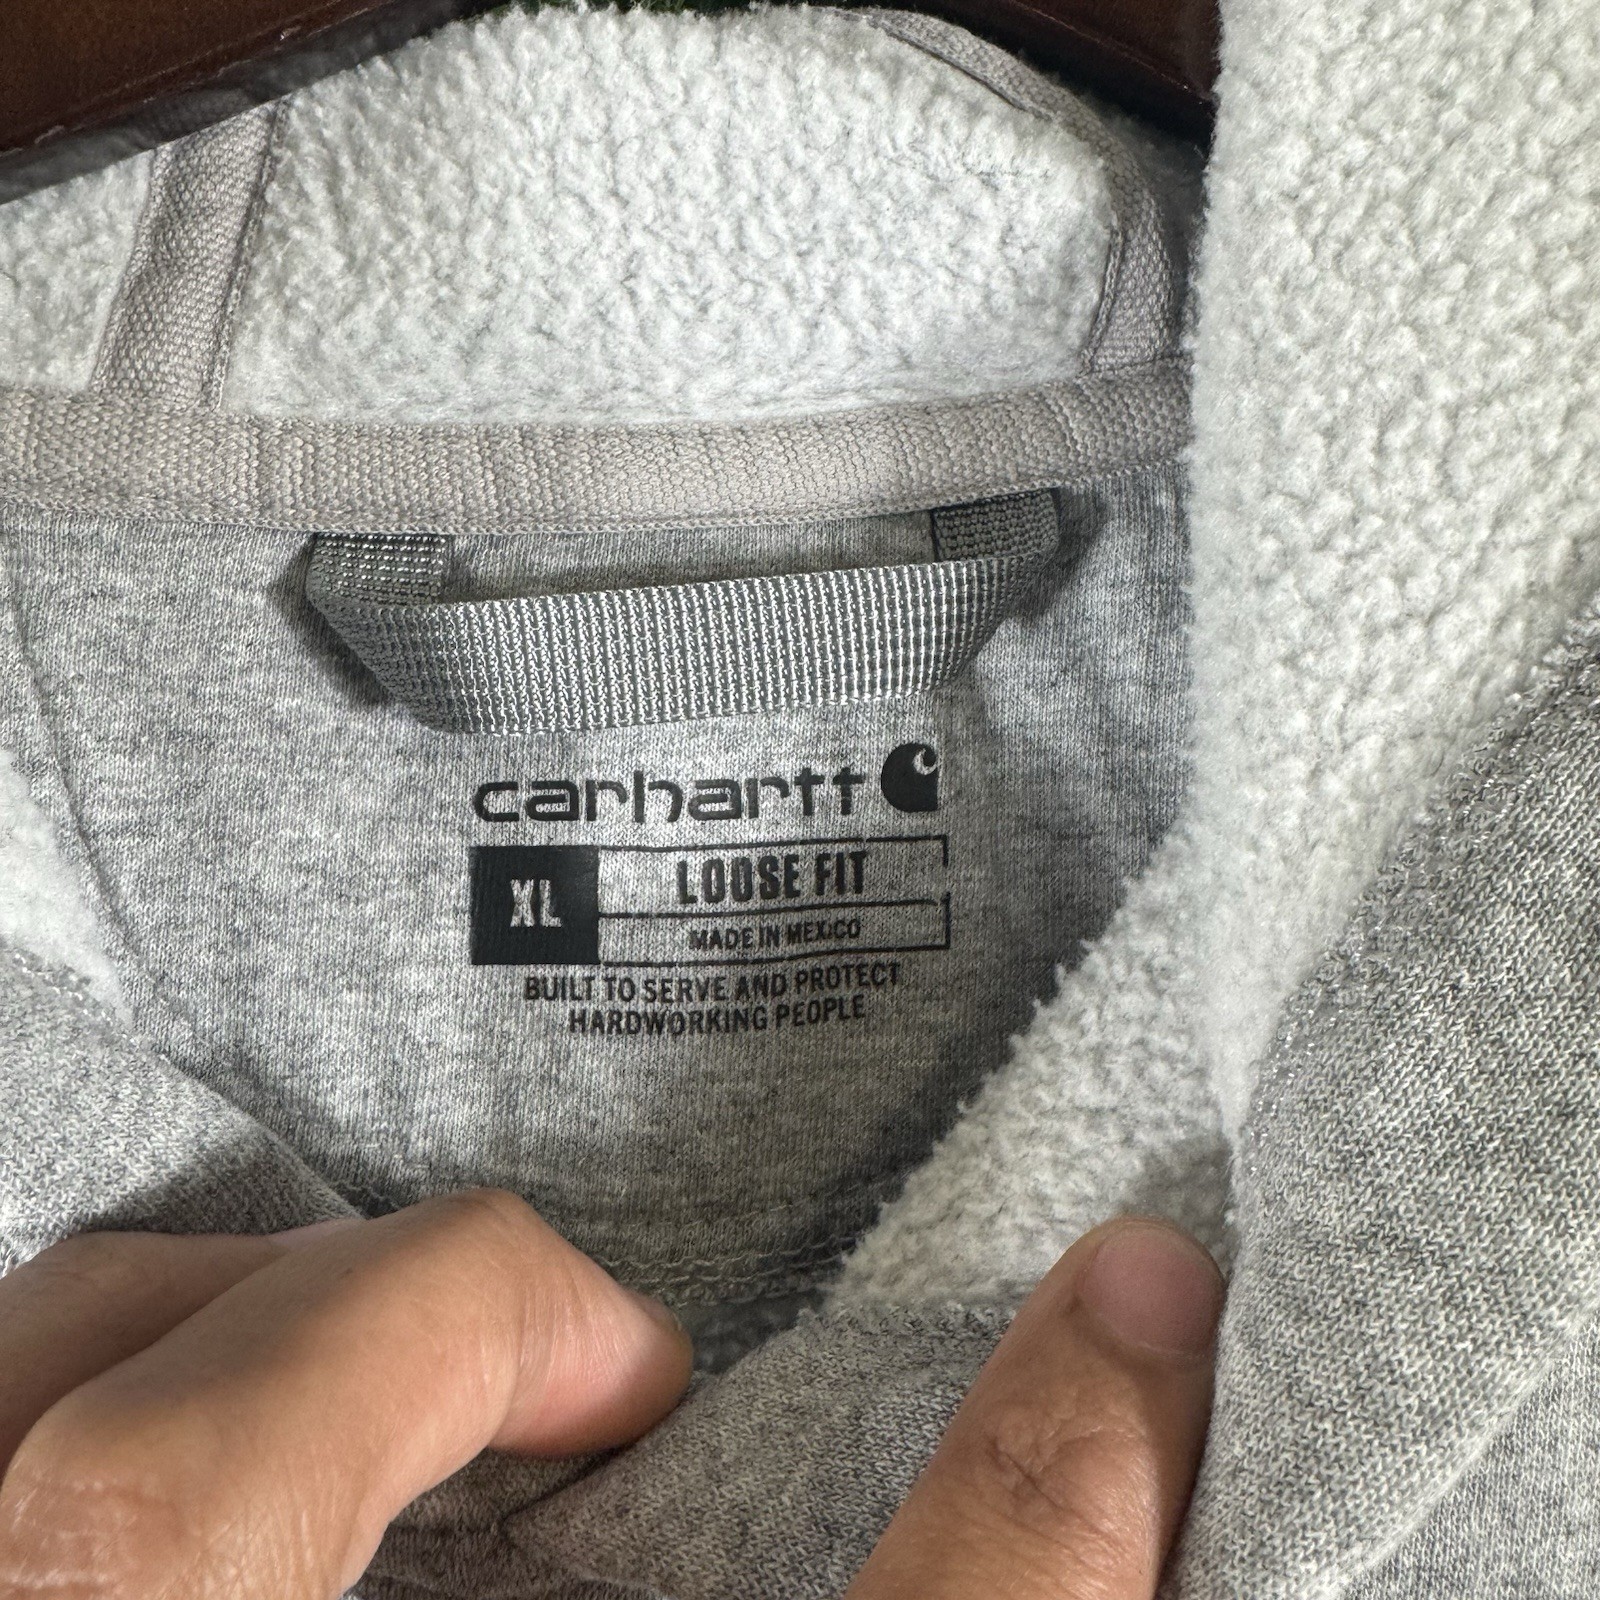 carhartt
XL
LOOSE FIT
MADE IN MEXICO
BUILT TO SERVE AND PROTECT
HARDWORKING PEOPLE